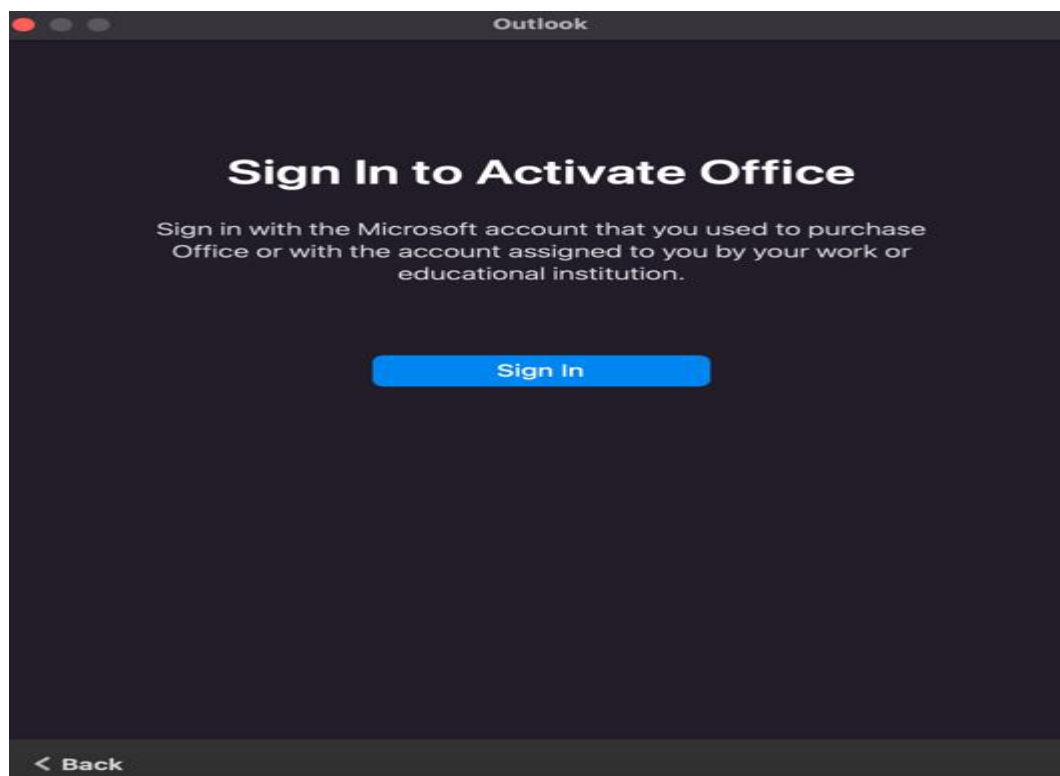 Outlook
Sign In to Activate Office
Sign in with the Microsoft account that you used to purchase
Office or with the account assigned to you by your work or
educational institution.
Sign In
< Back